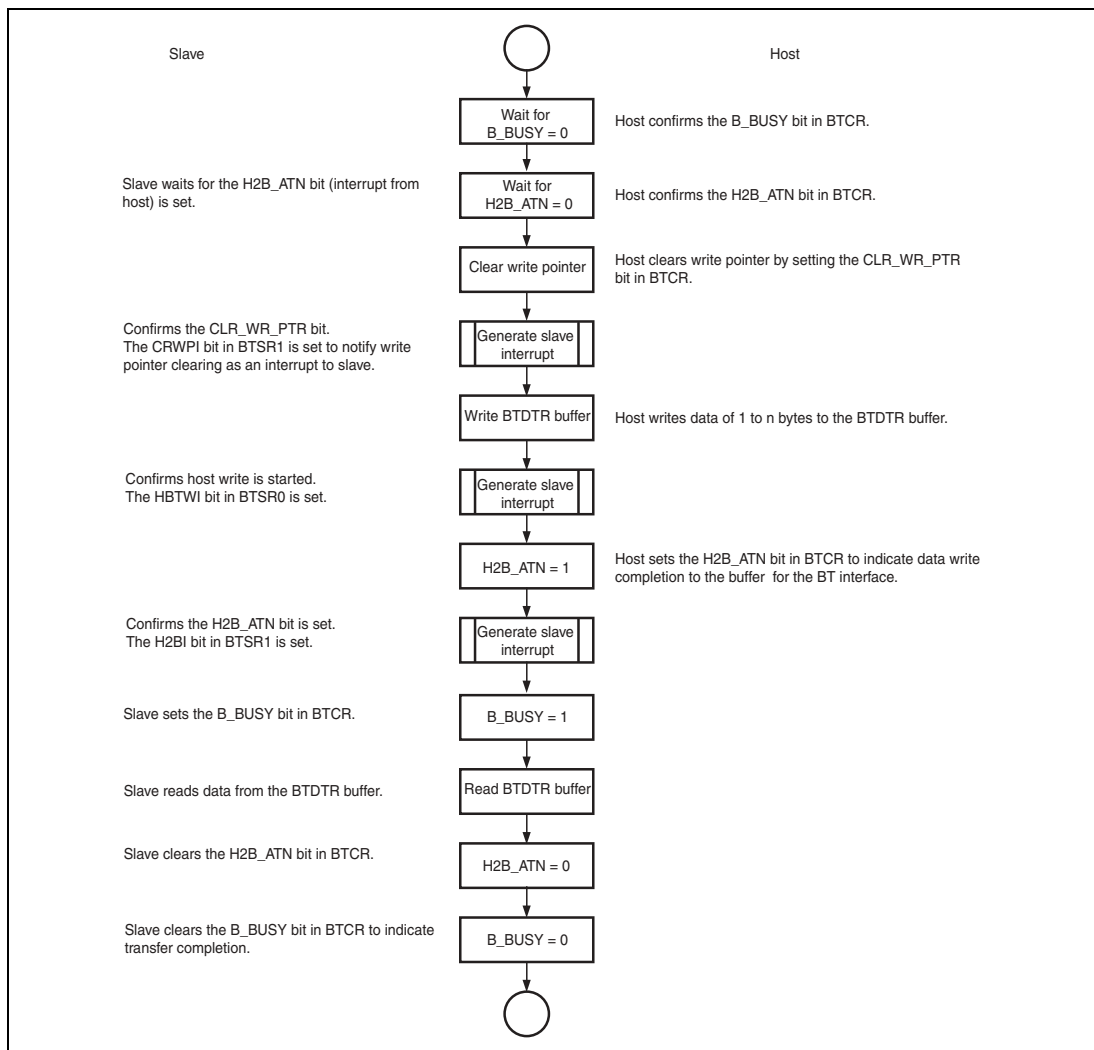 Slave
Host
Wait for
B_BUSY = 0
Host confirms the B_BUSY bit in BTCR.
Slave waits for the H2B_ATN bit (interrupt from
host) is set.
Wait for
H2B_ATN = 0
Host confirms the H2B_ATN bit in BTCR.
Clear write pointer
Host clears write pointer by setting the CLR_WR_PTR
bit in BTCR.
Confirms the CLR_WR_PTR bit.
The CRWPI bit in BTSR1 is set to notify write
pointer clearing as an interrupt to slave.
Generate slave
interrupt
Write BTDTR buffer
Host writes data of 1 to n bytes to the BTDTR buffer.
Confirms host write is started.
The HBTWI bit in BTSR0 is set.
Generate slave
interrupt
H2B_ATN = 1
Host sets the H2B_ATN bit in BTCR to indicate data write
completion to the buffer for the BT interface.
Confirms the H2B_ATN bit is set.
The H2BI bit in BTSR1 is set.
Generate slave
interrupt
Slave sets the B_BUSY bit in BTCR.
B_BUSY = 1
Slave reads data from the BTDTR buffer.
Read BTDTR buffer
Slave clears the H2B_ATN bit in BTCR.
H2B_ATN = 0
Slave clears the B_BUSY bit in BTCR to indicate
transfer completion.
B_BUSY = 0